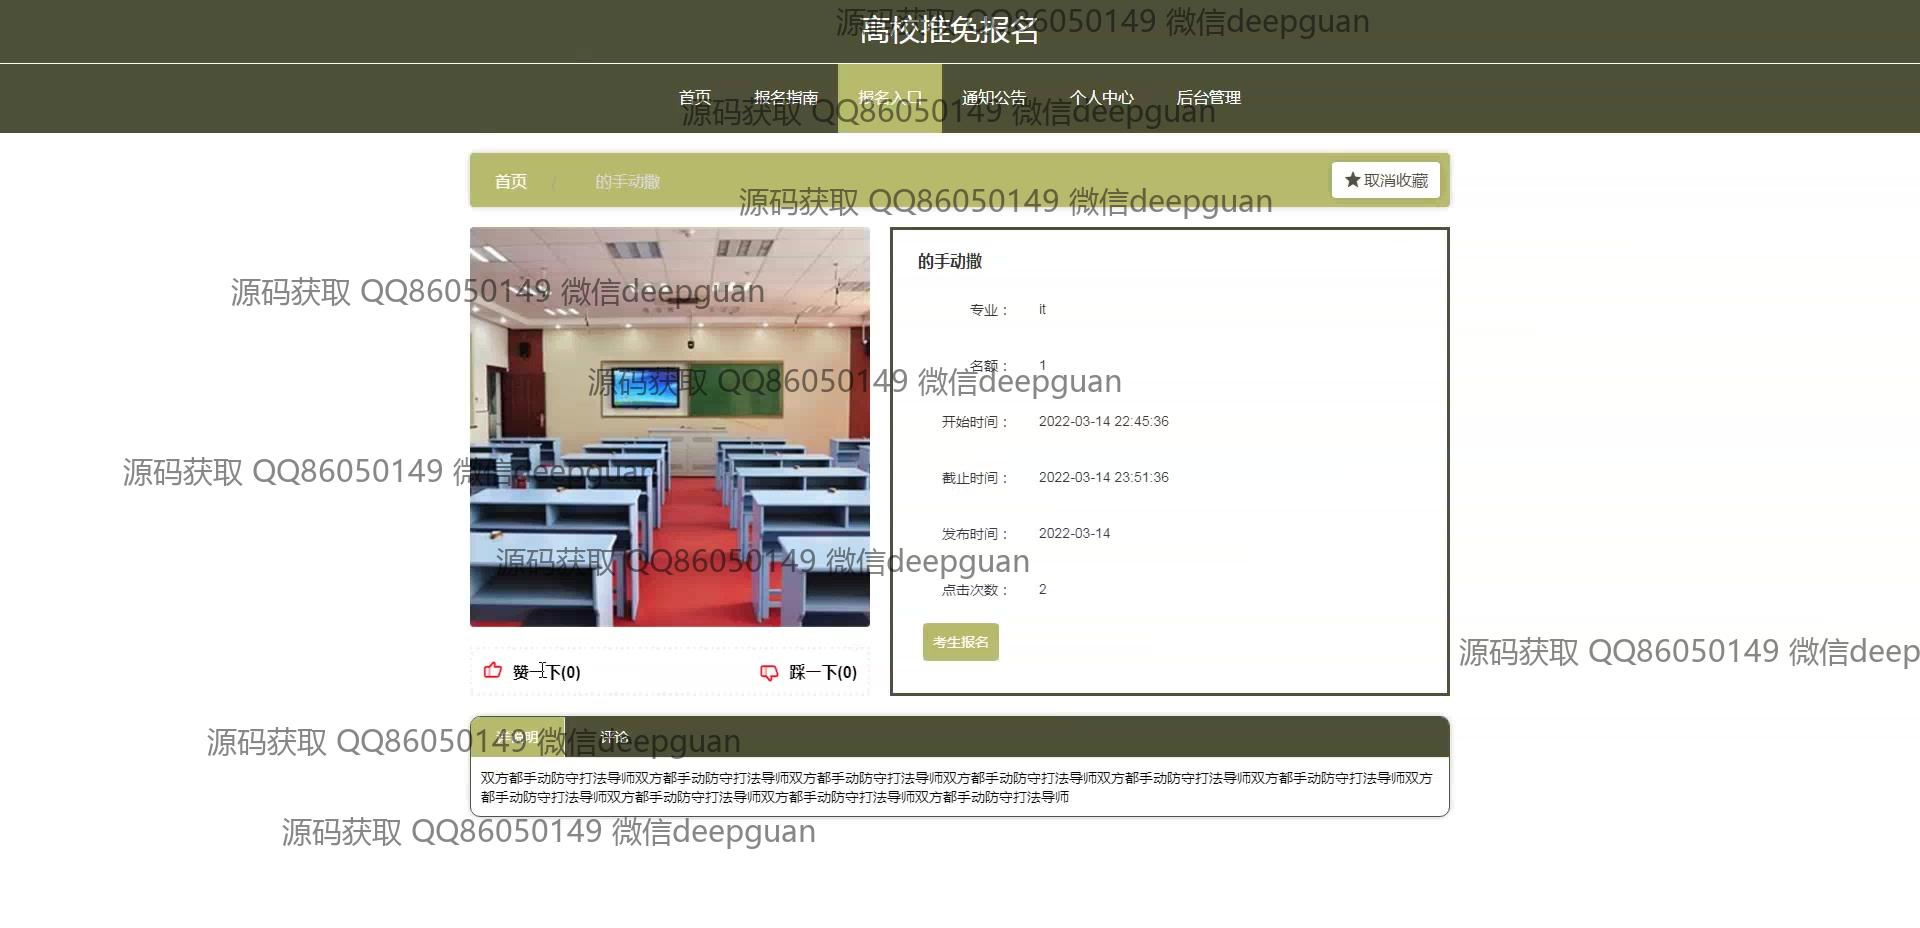 高校推免报名
源码获取 QQ86050149 微信deepguan
首页 报名指南 报名入口 通知公告 个人中心 后台管理
源码获取 QQ86050149 微信deepguan
首页 / 的手动撒
★取消收藏
源码获取 QQ86050149 微信deepguan
的手动撒
源码获取 QQ86050149 微信deepguan
专业： it
名额： 1
源码获取 QQ86050149 微信deepguan
开始时间： 2022-03-14 22:45:36
源码获取 QQ86050149 微信deepguan
截止时间： 2022-03-14 23:51:36
发布时间： 2022-03-14
源码获取 QQ86050149 微信deepguan
点击次数： 2
考生报名
源码获取 QQ86050149 微信deep
赞一下(0) 踩一下(0)
评论
源码获取 QQ86050149 微信deepguan
双方都手动防守打法导师双方都手动防守打法导师双方都手动防守打法导师双方都手动防守打法导师双方都手动防守打法导师双方都手动防守打法导师双方
都手动防守打法导师双方都手动防守打法导师双方都手动防守打法导师双方都手动防守打法导师
源码获取 QQ86050149 微信deepguan